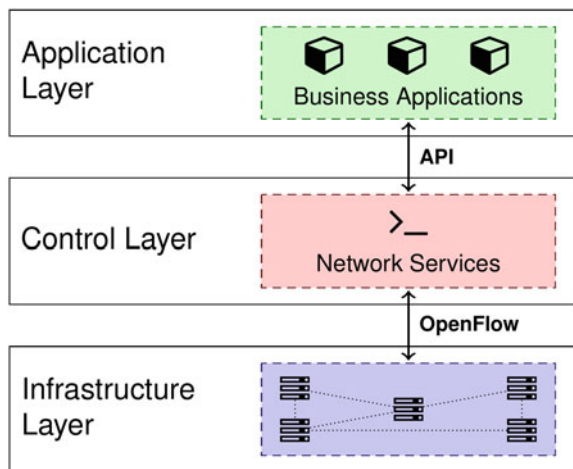 Application
Layer
Business Applications
API
Control Layer
>_
Network Services
OpenFlow
Infrastructure
Layer